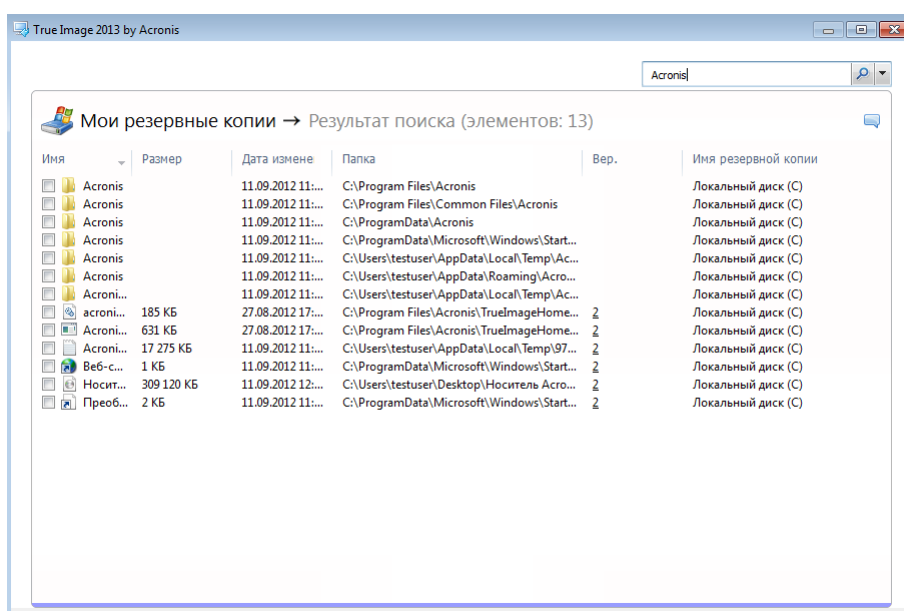 True Image 2013 by Acronis
Acronis
Мои резервные копии → Результат поиска (элементов: 13)
Имя Размер Дата измене Папка Вер. Имя резервной копии
Acronis 11.09.2012 11:... C:\Program Files\Acronis Локальный диск (C)
Acronis 11.09.2012 11:... C:\Program Files\Common Files\Acronis Локальный диск (C)
Acronis 11.09.2012 11:... C:\ProgramData\Acronis Локальный диск (C)
Acronis 11.09.2012 11:... C:\ProgramData\Microsoft\Windows\Start... Локальный диск (C)
Acronis 11.09.2012 11:... C:\Users\testuser\AppData\Local\Temp\Ac... Локальный диск (C)
Acronis 11.09.2012 11:... C:\Users\testuser\AppData\Roaming\Acro... Локальный диск (C)
Acroni... 11.09.2012 11:... C:\Users\testuser\AppData\Local\Temp\Ac... Локальный диск (C)
acroni... 185 КБ 27.08.2012 17:... C:\Program Files\Acronis\TrueImageHome... 2 Локальный диск (C)
Acroni... 631 КБ 27.08.2012 17:... C:\Program Files\Acronis\TrueImageHome... 2 Локальный диск (C)
Acroni... 17 275 КБ 11.09.2012 11:... C:\Users\testuser\AppData\Local\Temp\97... 2 Локальный диск (C)
Веб-с... 1 КБ 11.09.2012 11:... C:\ProgramData\Microsoft\Windows\Start... 2 Локальный диск (C)
Носит... 309 120 КБ 11.09.2012 12:... C:\Users\testuser\Desktop\Носитель Acro... 2 Локальный диск (C)
Преоб... 2 КБ 11.09.2012 11:... C:\ProgramData\Microsoft\Windows\Start... 2 Локальный диск (C)